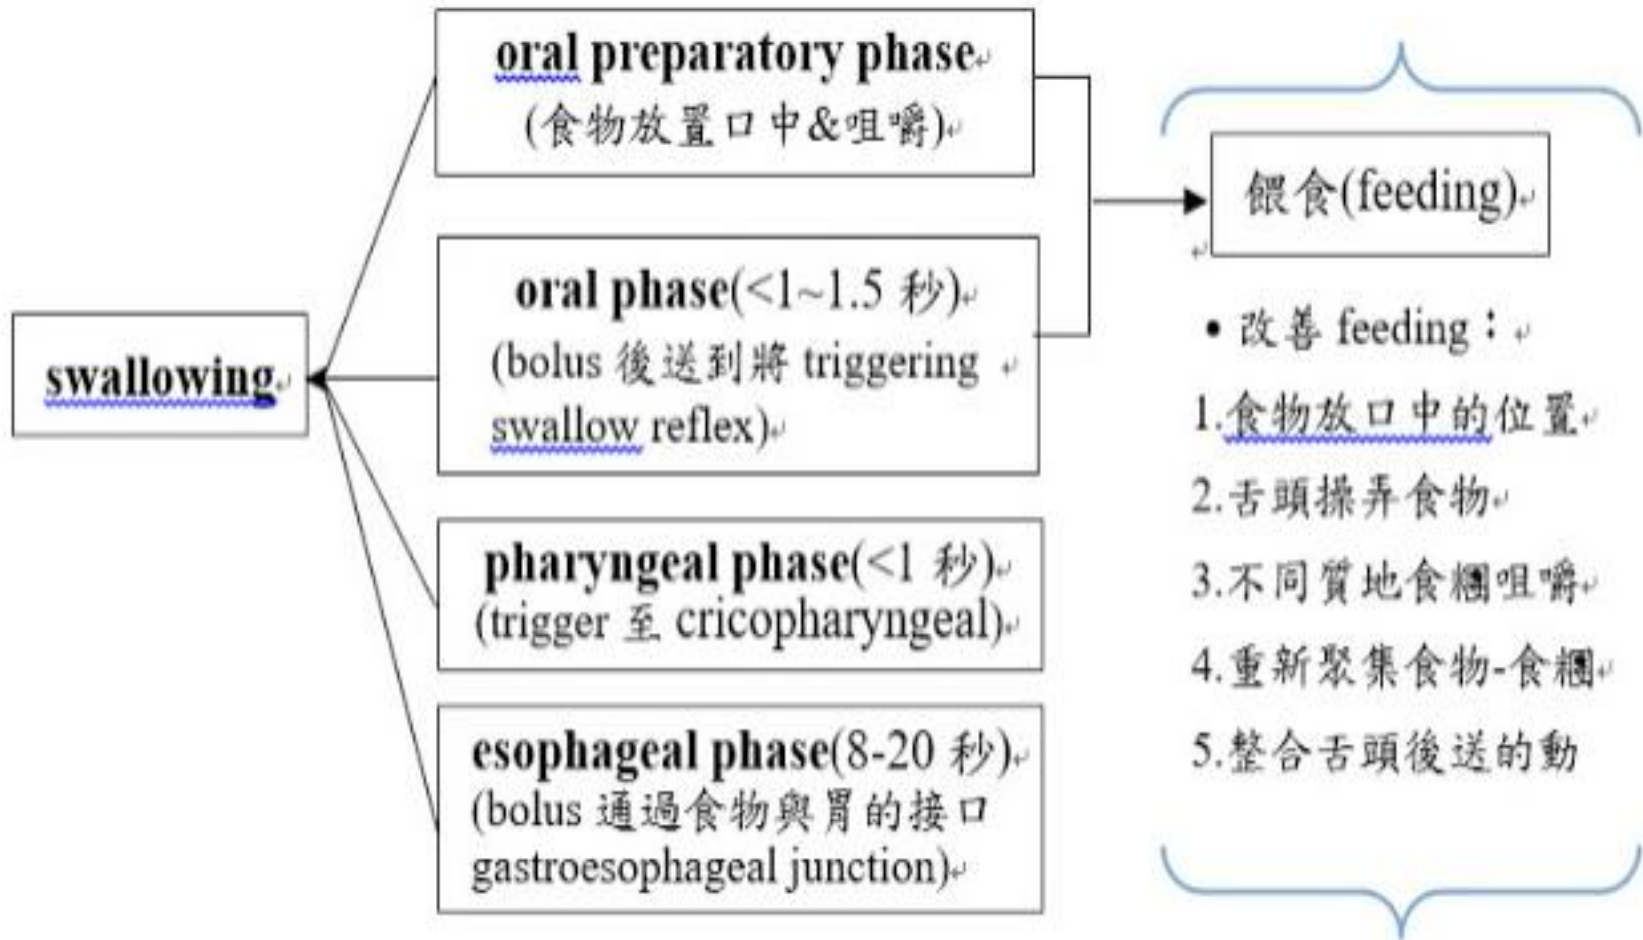 oral preparatory phase
(食物放置口中&咀嚼)
oral phase(<1~1.5 秒)
(bolus 後送到將 triggering
swallow reflex)
swallowing
pharyngeal phase(<1 秒)
(trigger 至 cricopharyngeal)
esophageal phase(8-20 秒)
(bolus 通過食物與胃的接口
gastroesophageal junction)
餵食(feeding)
• 改善 feeding：
1.食物放口中的位置
2.舌頭操弄食物
3.不同質地食糰咀嚼
4.重新聚集食物-食糰
5.整合舌頭後送的動